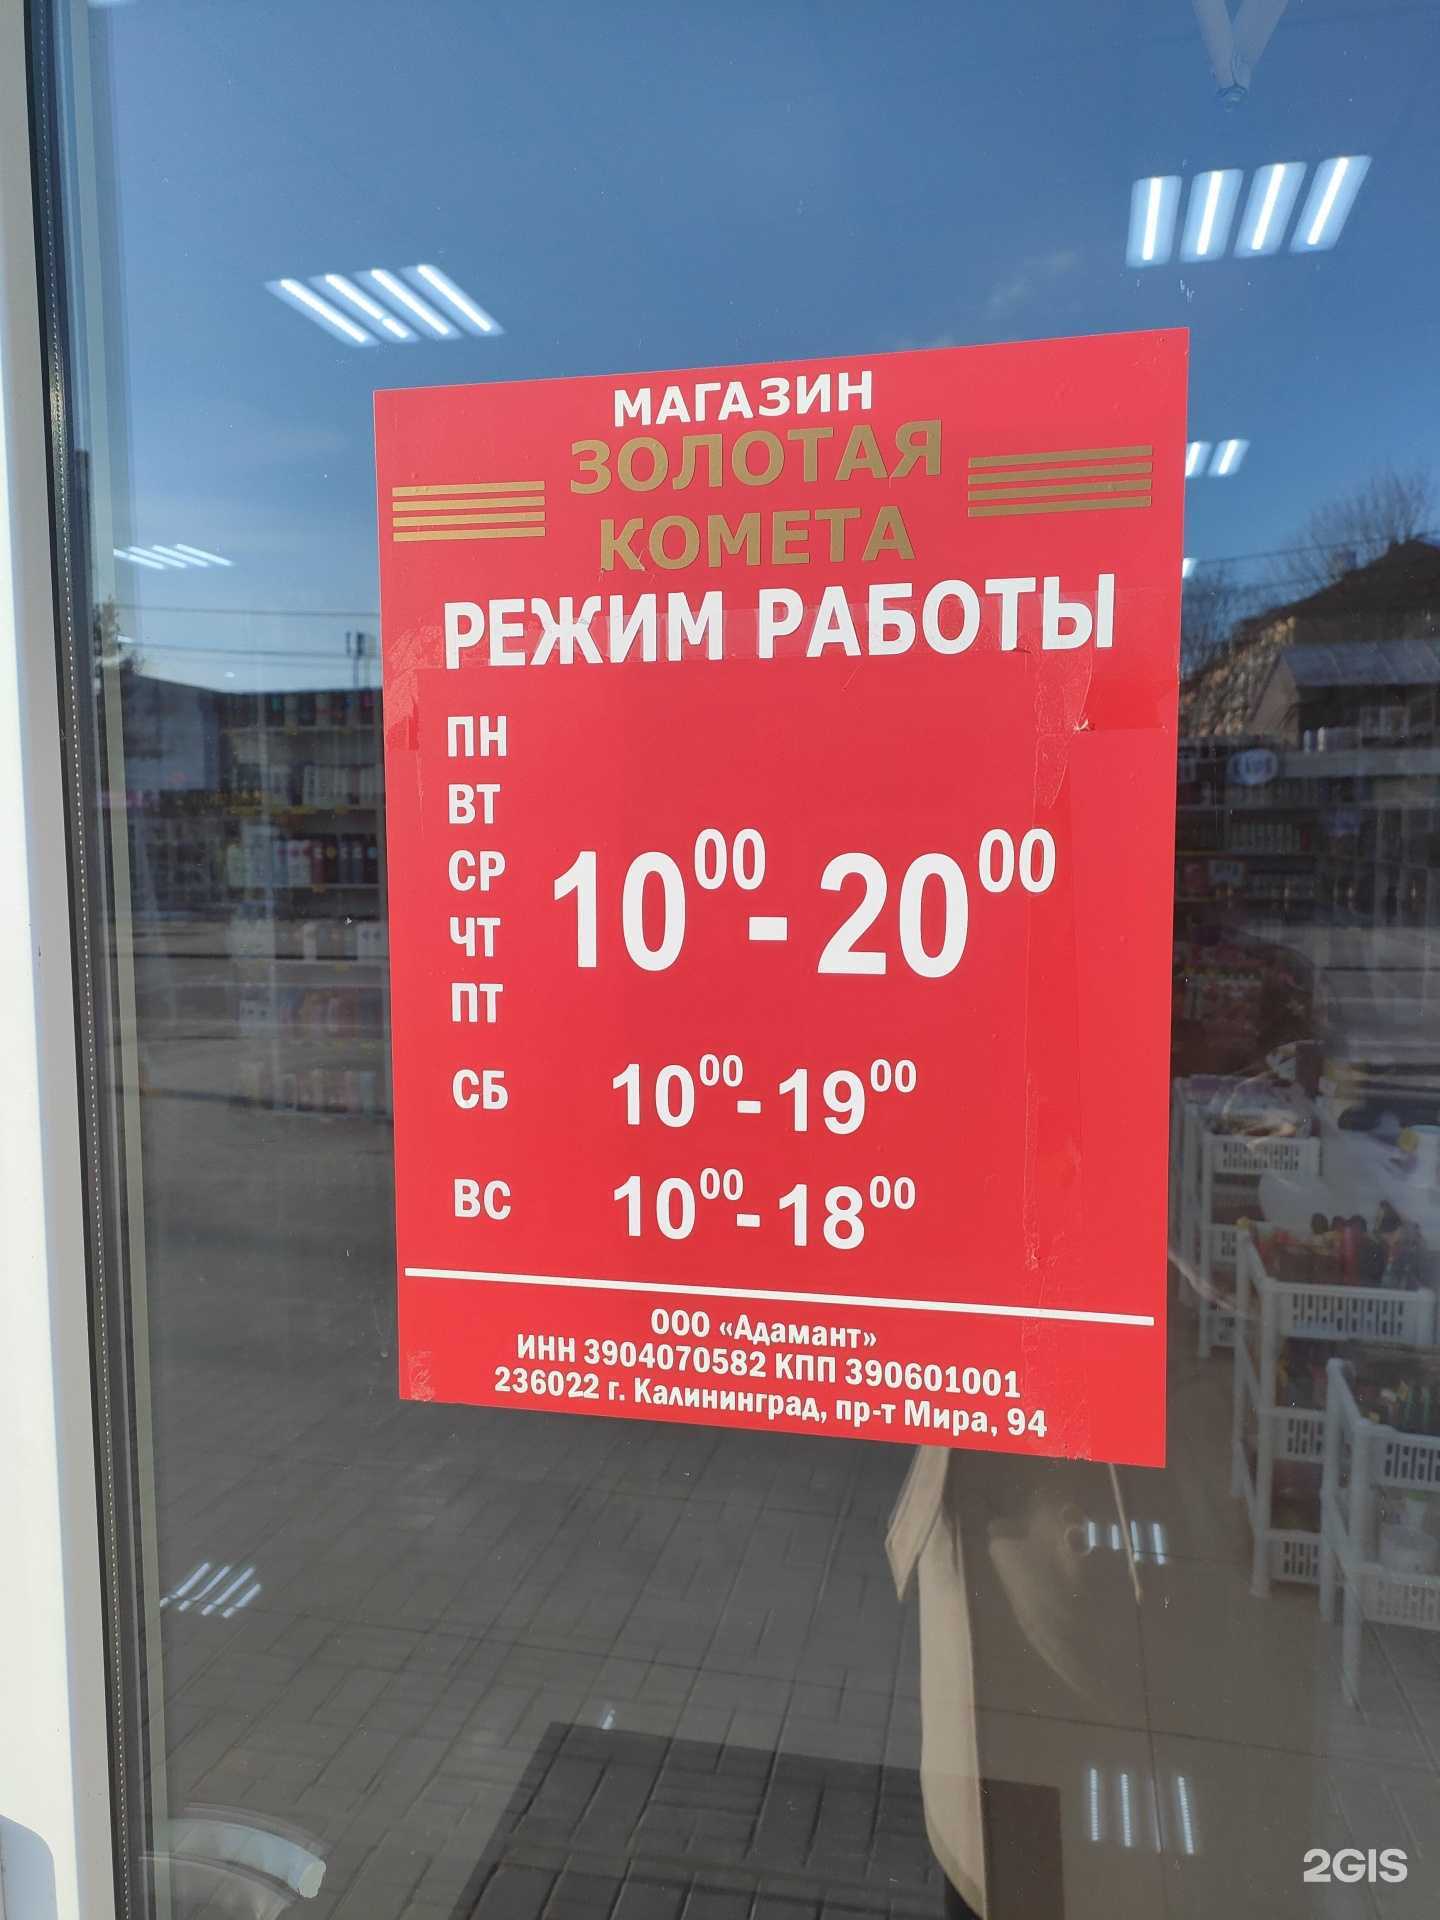 МАГАЗИН
ЗОЛОТАЯ
КОМЕТА
РЕЖИМ РАБОТЫ
ПН
ВТ
СР
ЧТ
ПТ
10⁰⁰-20⁰⁰
СБ 10⁰⁰-19⁰⁰
ВС 10⁰⁰-18⁰⁰
ООО «Адамант»
ИНН 3904070582 КПП 390601001
236022 г. Калининград, пр-т Мира, 94
2GIS